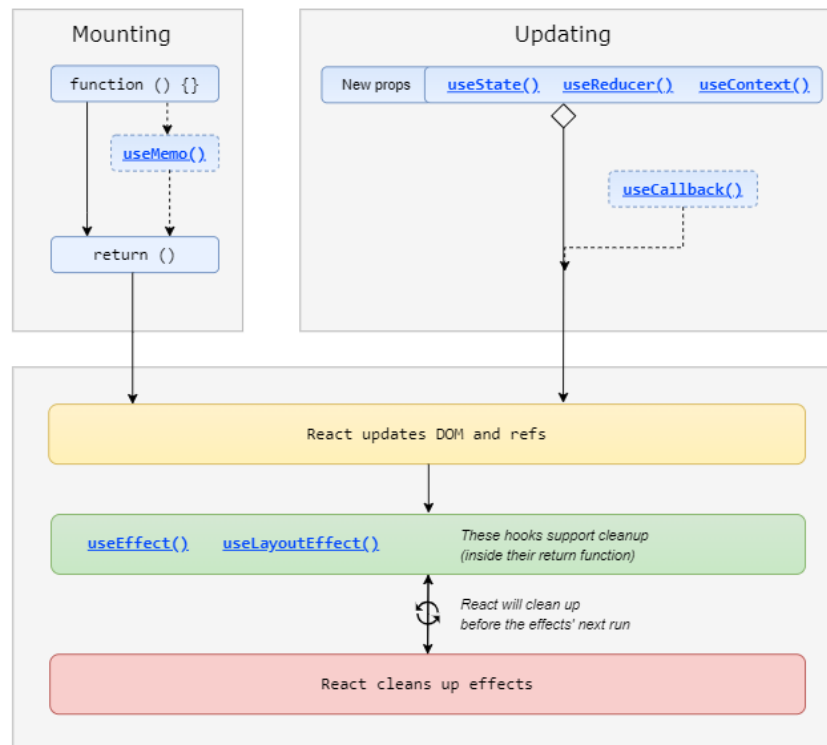 Mounting
function () {}
useMemo()
return ()
Updating
New props useState() useReducer() useContext()
useCallback()
React updates DOM and refs
useEffect() useLayoutEffect()
These hooks support cleanup
(inside their return function)
React will clean up
before the effects' next run
React cleans up effects